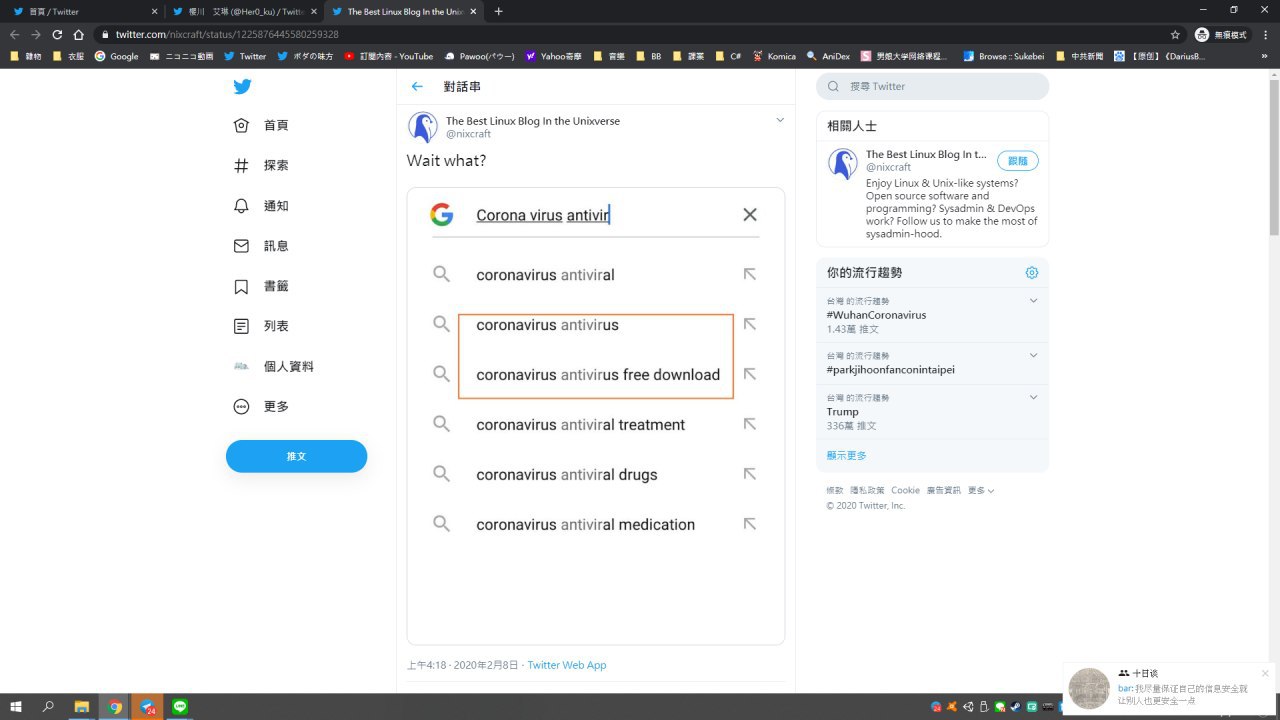 首頁 / Twitter
櫻川 艾琳 (@Her0_ku) / Twitte
The Best Linux Blog In the Unix
twitter.com/nixcraft/status/1225876445580259328
無痕模式
雜物
衣服
Google
ニコニコ動画
Twitter
ボダの味方
訂閱內容 - YouTube
Pawoo(ベータ)
Yahoo奇摩
音樂
BB
課業
C#
Komica
AniDex
男娘大学网络课程...
Browse :: Sukebei
中共新聞
【原创】《DariusB...
首頁
探索
通知
訊息
書籤
列表
個人資料
更多
推文
對話串
The Best Linux Blog In the Unixverse
@nixcraft
Wait what?
Corona virus antivir
coronavirus antiviral
coronavirus antivirus
coronavirus antivirus free download
coronavirus antiviral treatment
coronavirus antiviral drugs
coronavirus antiviral medication
上午4:18 · 2020年2月8日 · Twitter Web App
搜尋 Twitter
相關人士
The Best Linux Blog In t...
@nixcraft
跟隨
Enjoy Linux & Unix-like systems?
Open source software and
programming? Sysadmin & DevOps
work? Follow us to make the most of
sysadmin-hood.
你的流行趨勢
台灣 的流行趨勢
#WuhanCoronavirus
1.43萬 推文
台灣 的流行趨勢
#parkjihoonfanconintaipei
台灣 的流行趨勢
Trump
336萬 推文
顯示更多
條款 隱私政策 Cookie 廣告資訊 更多
© 2020 Twitter, Inc.
十日谈
bar: 我尽量保证自己的信息安全就
让别人也更安全一点
24